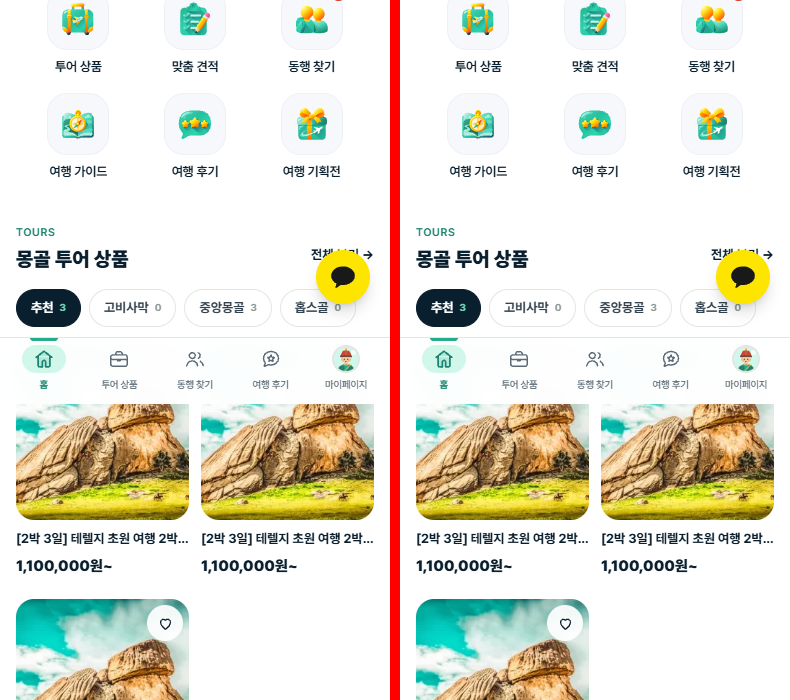 투어 상품 맞춤 견적 동행 찾기
여행 가이드 여행 후기 여행 기획전
TOURS
몽골 투어 상품 전체 →
추천 3 고비사막 0 중앙몽골 3 홉스골 0
홈 투어 상품 동행 찾기 여행 후기 마이페이지
[2박 3일] 테렐지 초원 여행 2박... [2박 3일] 테렐지 초원 여행 2박...
1,100,000원~ 1,100,000원~
투어 상품 맞춤 견적 동행 찾기
여행 가이드 여행 후기 여행 기획전
TOURS
몽골 투어 상품 전체 →
추천 3 고비사막 0 중앙몽골 3 홉스골 0
홈 투어 상품 동행 찾기 여행 후기 마이페이지
[2박 3일] 테렐지 초원 여행 2박... [2박 3일] 테렐지 초원 여행 2박...
1,100,000원~ 1,100,000원~